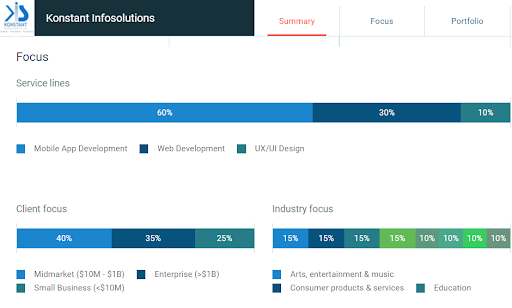 Konstant Infosolutions
Summary
Focus
Portfolio
KONSTANT
Focus
Service lines
60%
30%
10%
Mobile App Development
Web Development
UX/UI Design
Client focus
Industry focus
40%
35%
25%
15%
15%
15%
15%
10%
10%
10%
10%
Midmarket ($10M - $1B)
Enterprise (>$1B)
Small Business (<$10M)
Arts, entertainment & music
Consumer products & services
Education